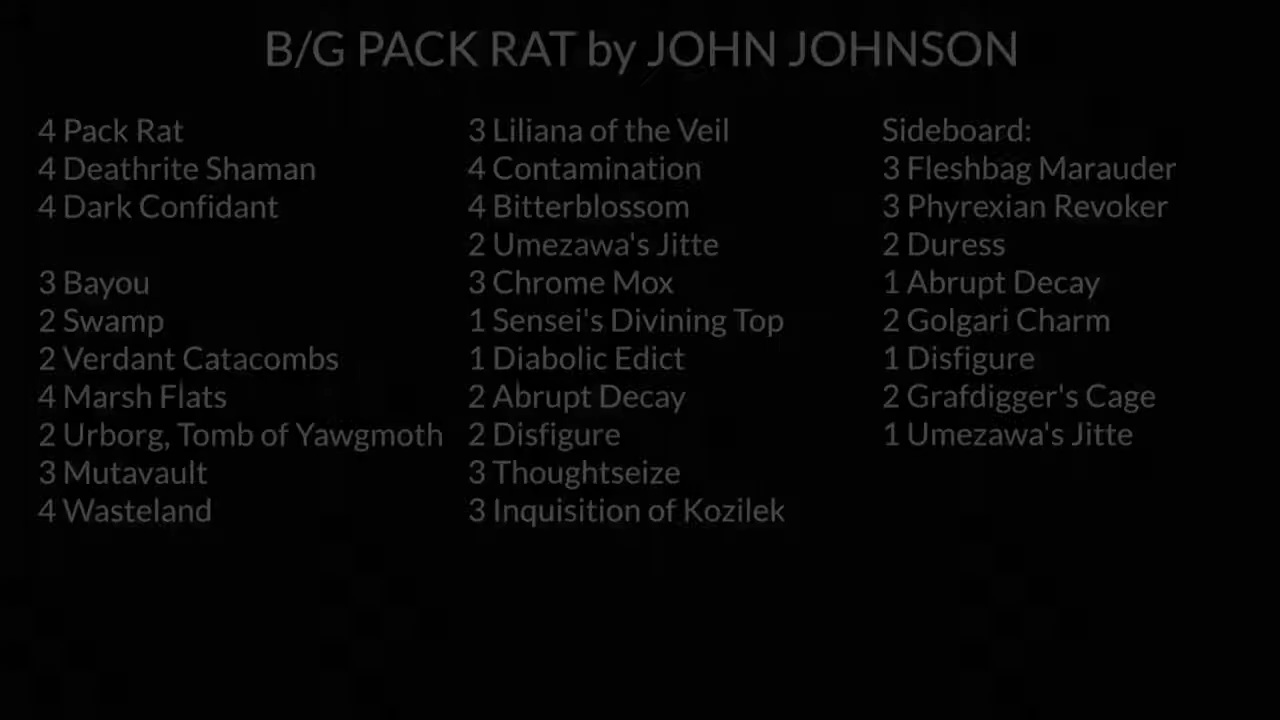 B/G PACK RAT by JOHN JOHNSON
4 Pack Rat
4 Deathrite Shaman
4 Dark Confidant
3 Bayou
2 Swamp
2 Verdant Catacombs
4 Marsh Flats
2 Urborg, Tomb of Yawgmoth
3 Mutavault
4 Wasteland
3 Liliana of the Veil
4 Contamination
4 Bitterblossom
2 Umezawa's Jitte
3 Chrome Mox
1 Sensei's Divining Top
1 Diabolic Edict
2 Abrupt Decay
2 Disfigure
3 Thoughtseize
3 Inquisition of Kozilek
Sideboard:
3 Fleshbag Marauder
3 Phyrexian Revoker
2 Duress
1 Abrupt Decay
2 Golgari Charm
1 Disfigure
2 Grafdigger's Cage
1 Umezawa's Jitte